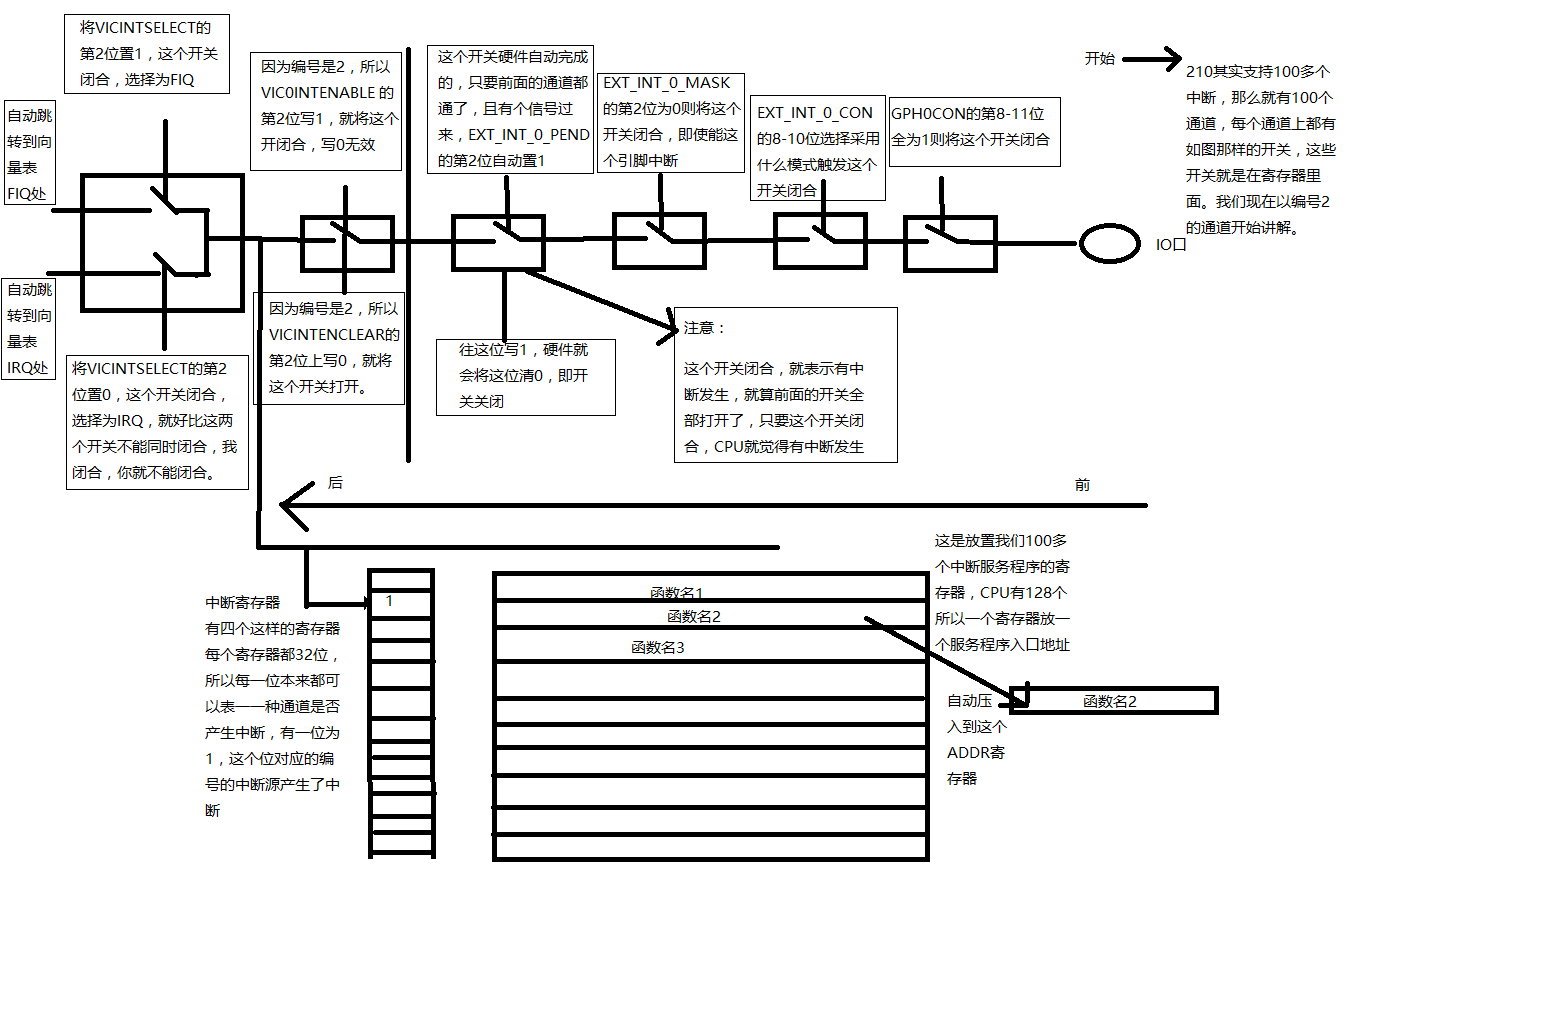 将VICINTSELECT的
第2位置1，这个开关
闭合，选择为FIQ
因为编号是2，所以
VIC0INTENABLE 的
第2位写1，就将这个
开闭合，写0无效
这个开关硬件自动完成
的，只要前面的通道都
通了，且有个信号过
来，EXT_INT_0_PEND
的第2位自动置1
EXT_INT_0_MASK
的第2位为0则将这个
开关闭合，即使能这
个引脚中断
EXT_INT_0_CON
的8-10位选择采用
什么模式触发这个
开关闭合
GPH0CON的第8-11位
全为1则将这个开关闭合
开始
210其实支持100多个
中断，那么就有100个
通道，每个通道上都有
如图那样的开关，这些
开关就是在寄存器里
面。我们现在以编号2
的通道开始讲解。
自动跳
转到向
量表
FIQ处
IO口
自动跳
转到向
量表
IRQ处
因为编号是2，所以
VICINTENCLEAR的
第2位上写0，就将
这个开关打开。
将VICINTSELECT的第2
位置0，这个开关闭合，
选择为IRQ，就好比这两
个开关不能同时闭合，我
闭合，你就不能闭合。
往这位写1，硬件就
会将这位清0，即开
关关闭
注意：
这个开关闭合，就表示有中
断发生，就算前面的开关全
部打开了，只要这个开关闭
合，CPU就觉得有中断发生
后
前
中断寄存器
有四个这样的寄存器
每个寄存器都32位，
所以每一位本来都可
以表一一种通道是否
产生中断，有一位为
1，这个位对应的编
号的中断源产生了中
断
1
函数名1
函数名2
函数名3
这是放置我们100多
个中断服务程序的寄
存器，CPU有128个
所以一个寄存器放一
个服务程序入口地址
自动压
入到这个
ADDR寄
存器
函数名2